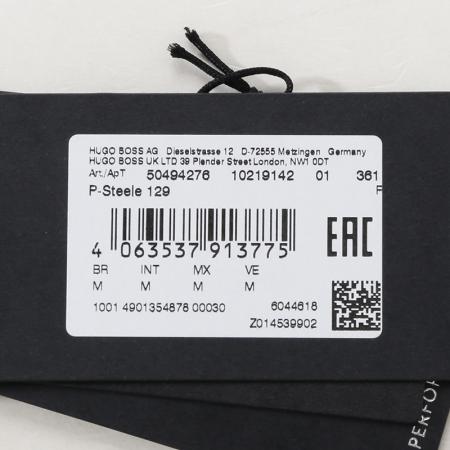 HUGO BOSS AG Dieselstrasse 12 D-72555 Metzingen Germany
HUGO BOSS UK LTD 39 Plender Street London, NW1 0DT
Art./ApT 50494276 10219142 01 361
P-Steele 129 F
4 063537 913775
EAC
BR INT MX VE
M M M M
1001 4901354878 00030 6044618
Z014539902
PERFOR